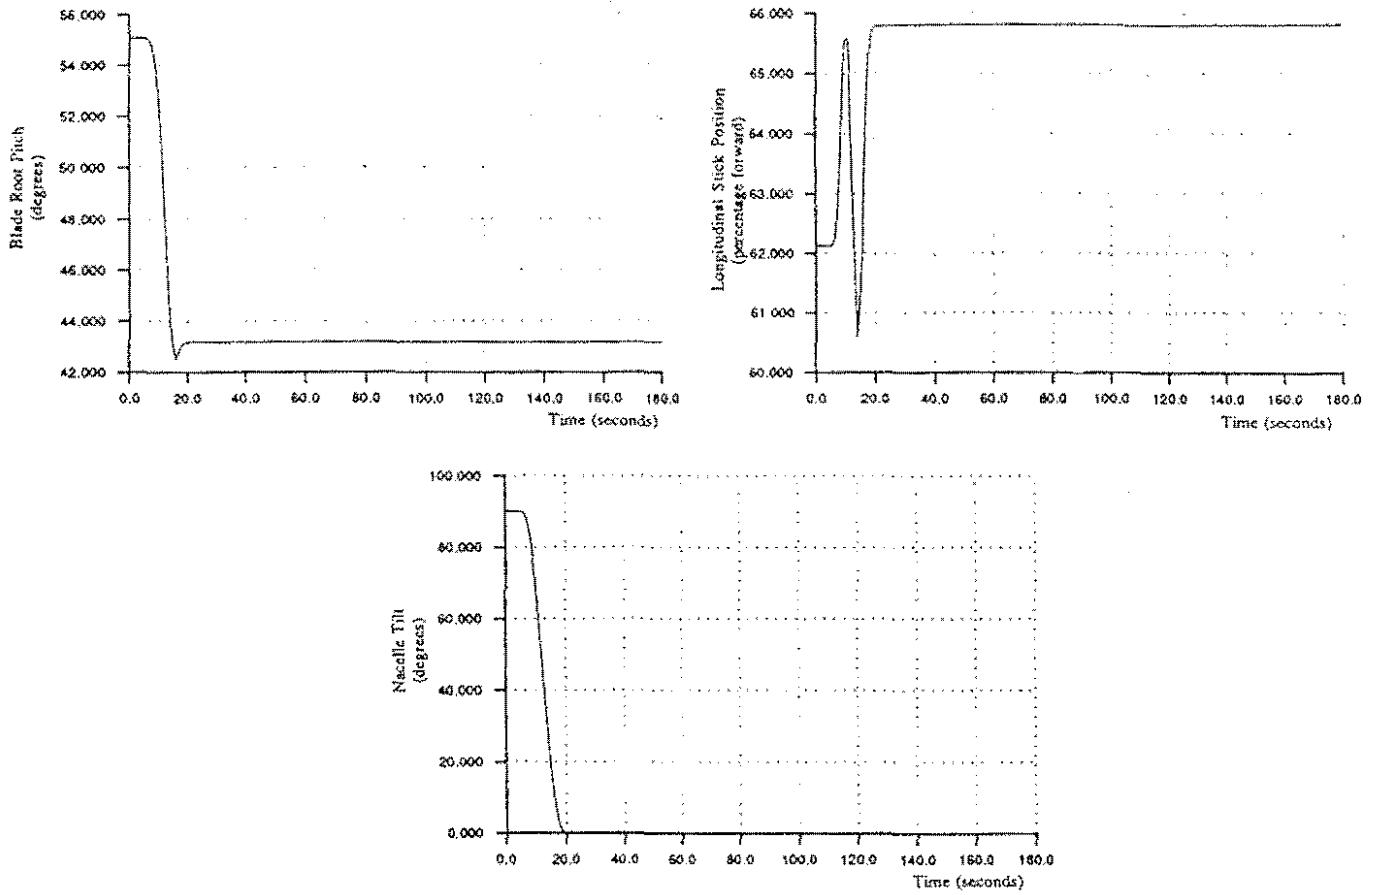 56.000
54.000
52.000
50.000
48.000
46.000
44.000
42.000
0.0 20.0 40.0 60.0 80.0 100.0 120.0 140.0 160.0 180.0
Time (seconds)
Blade Root Pitch
(degrees)
66.000
65.000
64.000
63.000
62.000
61.000
60.000
0.0 20.0 40.0 60.0 80.0 100.0 120.0 140.0 160.0 180.0
Time (seconds)
Longitudinal Stick Position
(percentage forward)
100.000
80.000
60.000
40.000
20.000
0.000
0.0 20.0 40.0 60.0 80.0 100.0 120.0 140.0 160.0 180.0
Time (seconds)
Nacelle Tilt
(degrees)